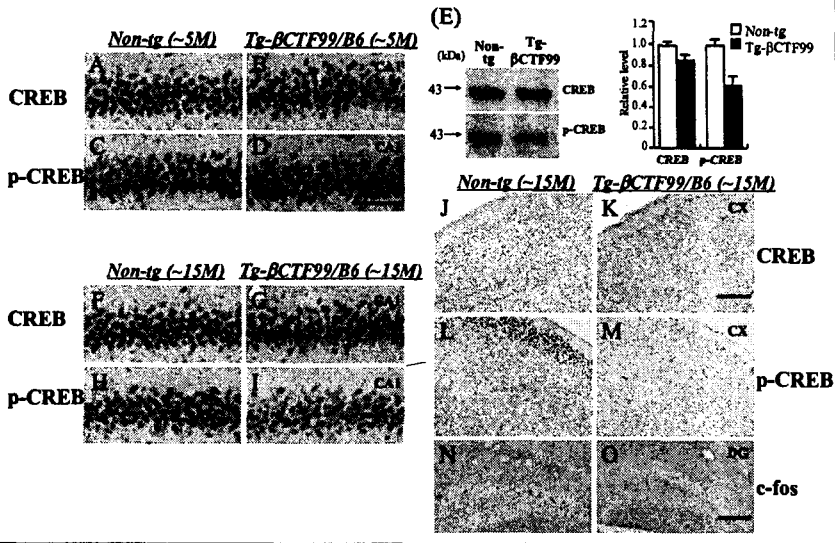 Non-tg (~5M) Tg-βCTF99/B6 (~5M)
CREB
A B CA1
p-CREB
C D CA1
Non-tg (~15M) Tg-βCTF99/B6 (~15M)
CREB
F G CA1
p-CREB
H I CA1
(E)
(kDa) Non-tg Tg-βCTF99
43→ CREB
43→ p-CREB
Relative level
1.2
1.0
0.8
0.6
0.4
0.2
0
Non-tg
Tg-βCTF99
CREB p-CREB
Non-tg (~15M) Tg-βCTF99/B6 (~15M)
J K CX
CREB
L M CX
p-CREB
N O DG
c-fos